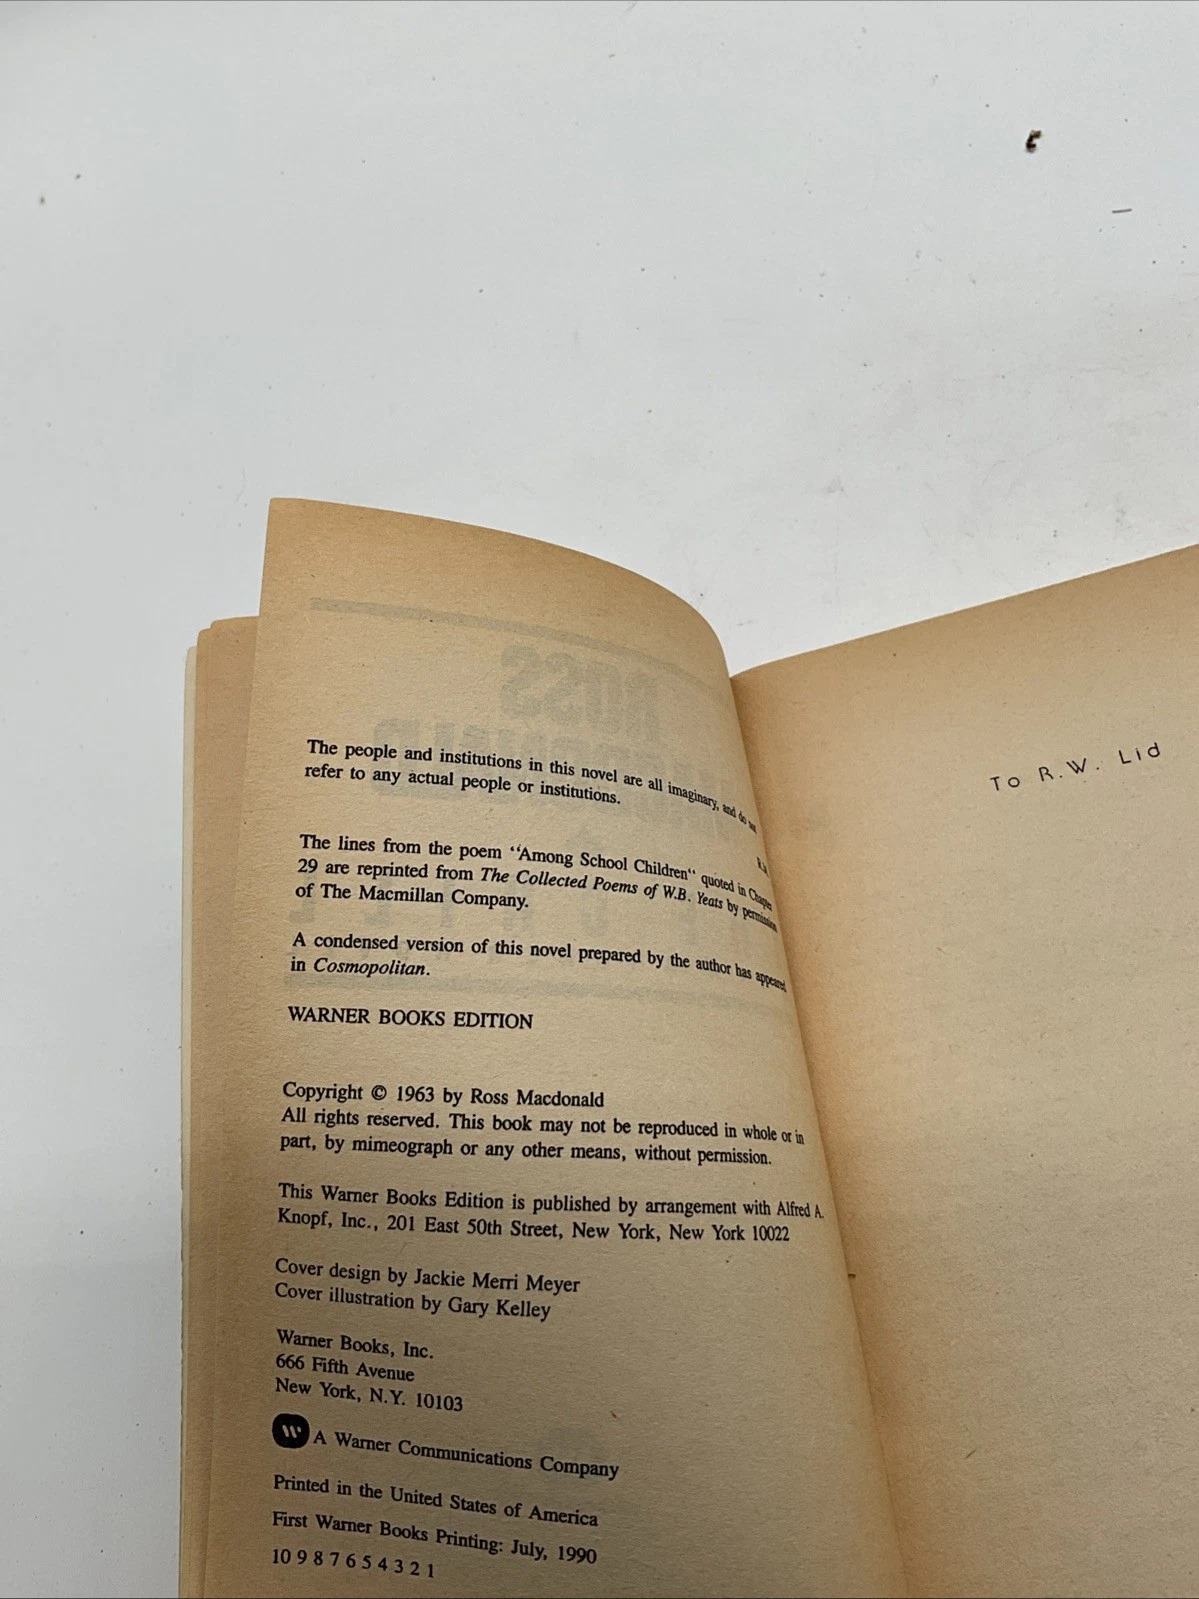 The people and institutions in this novel are all imaginary, and do not
refer to any actual people or institutions.
R.M.
The lines from the poem ‘‘Among School Children‘‘ quoted in Chapter
29 are reprinted from The Collected Poems of W.B. Yeats by permission
of The Macmillan Company.
A condensed version of this novel prepared by the author has appeared
in Cosmopolitan.
WARNER BOOKS EDITION
Copyright © 1963 by Ross Macdonald
All rights reserved. This book may not be reproduced in whole or in
part, by mimeograph or any other means, without permission.
This Warner Books Edition is published by arrangement with Alfred A.
Knopf, Inc., 201 East 50th Street, New York, New York 10022
Cover design by Jackie Merri Meyer
Cover illustration by Gary Kelley
Warner Books, Inc.
666 Fifth Avenue
New York, N.Y. 10103
W A Warner Communications Company
Printed in the United States of America
First Warner Books Printing: July, 1990
10 9 8 7 6 5 4 3 2 1
To R.W. Lid